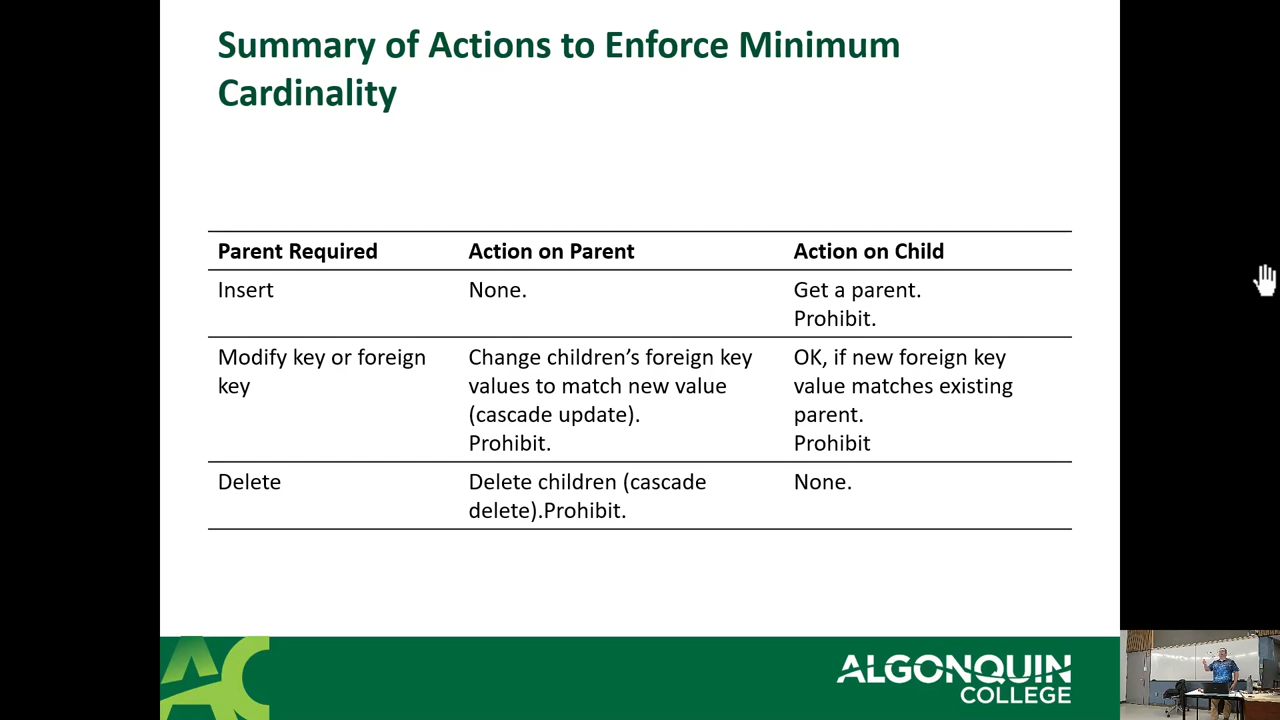 Summary of Actions to Enforce Minimum
Cardinality
Parent Required
Action on Parent
Action on Child
Insert
None.
Get a parent.
Prohibit.
Modify key or foreign
key
Change children’s foreign key
values to match new value
(cascade update).
Prohibit.
OK, if new foreign key
value matches existing
parent.
Prohibit
Delete
Delete children (cascade
delete).Prohibit.
None.
AC
ALGONQUIN
COLLEGE